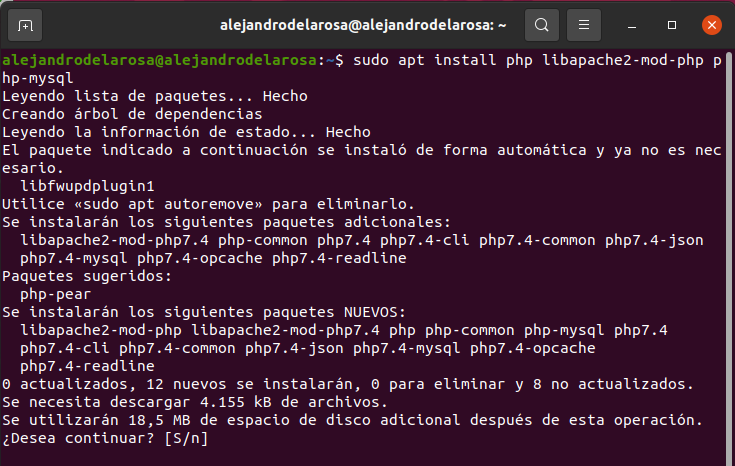 alejandrodelarosa@alejandrodelarosa: ~
alejandrodelarosa@alejandrodelarosa:~$ sudo apt install php libapache2-mod-php p
hp-mysql
Leyendo lista de paquetes... Hecho
Creando árbol de dependencias
Leyendo la información de estado... Hecho
El paquete indicado a continuación se instaló de forma automática y ya no es nec
esario.
  libfwupdplugin1
Utilice «sudo apt autoremove» para eliminarlo.
Se instalarán los siguientes paquetes adicionales:
  libapache2-mod-php7.4 php-common php7.4 php7.4-cli php7.4-common php7.4-json
  php7.4-mysql php7.4-opcache php7.4-readline
Paquetes sugeridos:
  php-pear
Se instalarán los siguientes paquetes NUEVOS:
  libapache2-mod-php libapache2-mod-php7.4 php php-common php-mysql php7.4
  php7.4-cli php7.4-common php7.4-json php7.4-mysql php7.4-opcache
  php7.4-readline
0 actualizados, 12 nuevos se instalarán, 0 para eliminar y 8 no actualizados.
Se necesita descargar 4.155 kB de archivos.
Se utilizarán 18,5 MB de espacio de disco adicional después de esta operación.
¿Desea continuar? [S/n]